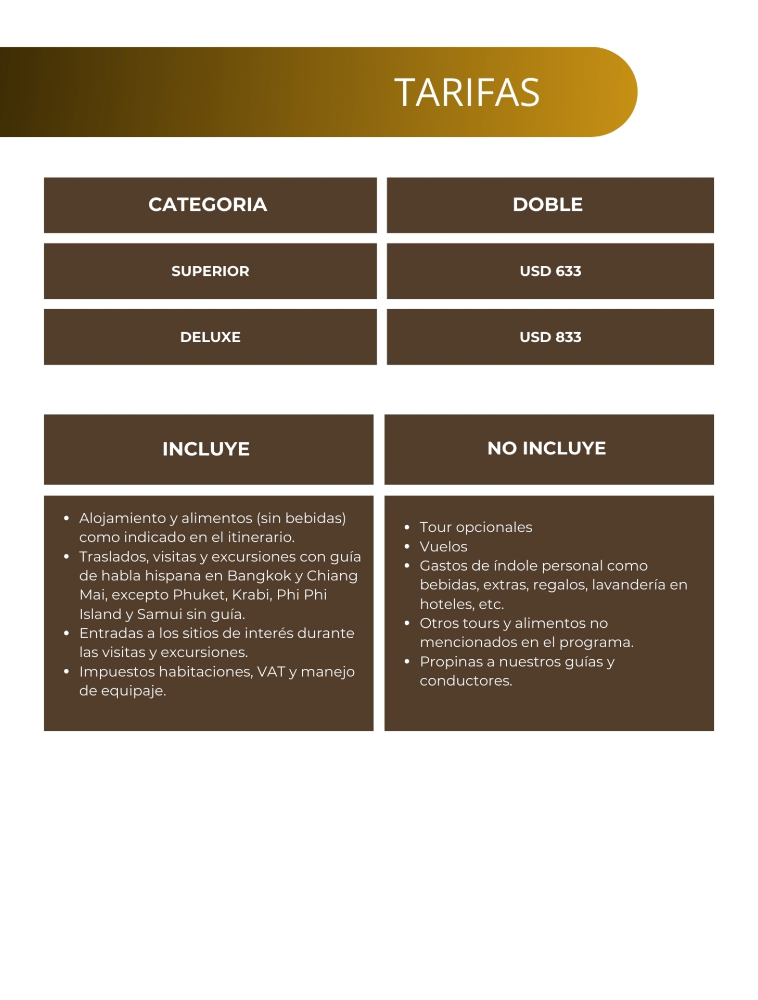 TARIFAS
CATEGORIA
DOBLE
SUPERIOR
USD 633
DELUXE
USD 833
INCLUYE
NO INCLUYE
• Alojamiento y alimentos (sin bebidas)
como indicado en el itinerario.
• Traslados, visitas y excursiones con guía
de habla hispana en Bangkok y Chiang
Mai, excepto Phuket, Krabi, Phi Phi
Island y Samui sin guía.
• Entradas a los sitios de interés durante
las visitas y excursiones.
• Impuestos habitaciones, VAT y manejo
de equipaje.
• Tour opcionales
• Vuelos
• Gastos de índole personal como
bebidas, extras, regalos, lavandería en
hoteles, etc.
• Otros tours y alimentos no
mencionados en el programa.
• Propinas a nuestros guías y
conductores.